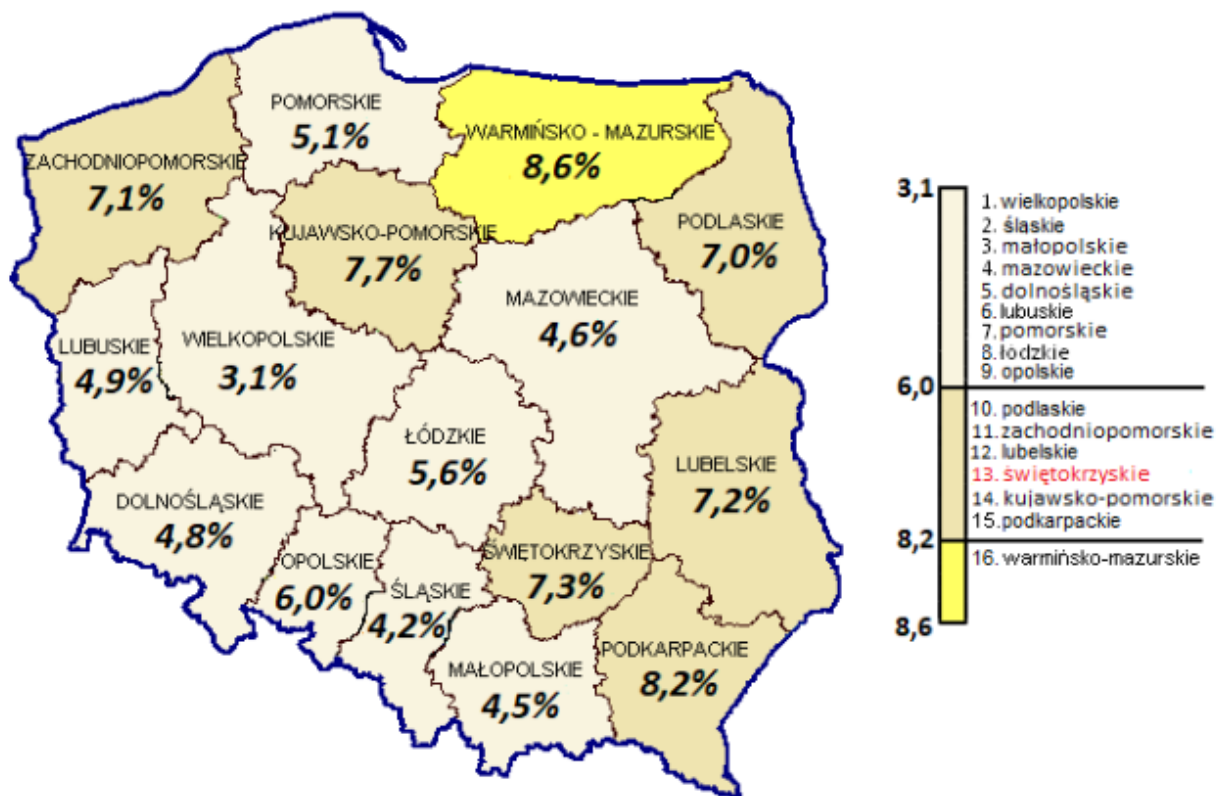 POMORSKIE
5,1%
WARMIŃSKO - MAZURSKIE
8,6%
ZACHODNIOPOMORSKIE
7,1%
KUJAWSKO-POMORSKIE
7,7%
PODLASKIE
7,0%
MAZOWIECKIE
4,6%
LUBUSKIE
4,9%
WIELKOPOLSKIE
3,1%
ŁÓDZKIE
5,6%
LUBELSKIE
7,2%
DOLNOŚLĄSKIE
4,8%
OPOLSKIE
6,0%
ŚLĄSKIE
4,2%
ŚWIĘTOKRZYSKIE
7,3%
MAŁOPOLSKIE
4,5%
PODKARPACKIE
8,2%
3,1
1. wielkopolskie
2. śląskie
3. małopolskie
4. mazowieckie
5. dolnośląskie
6. lubuskie
7. pomorskie
8. łódzkie
9. opolskie
6,0
10. podlaskie
11. zachodniopomorskie
12. lubelskie
13. świętokrzyskie
14. kujawsko-pomorskie
15. podkarpackie
8,2
16. warmińsko-mazurskie
8,6